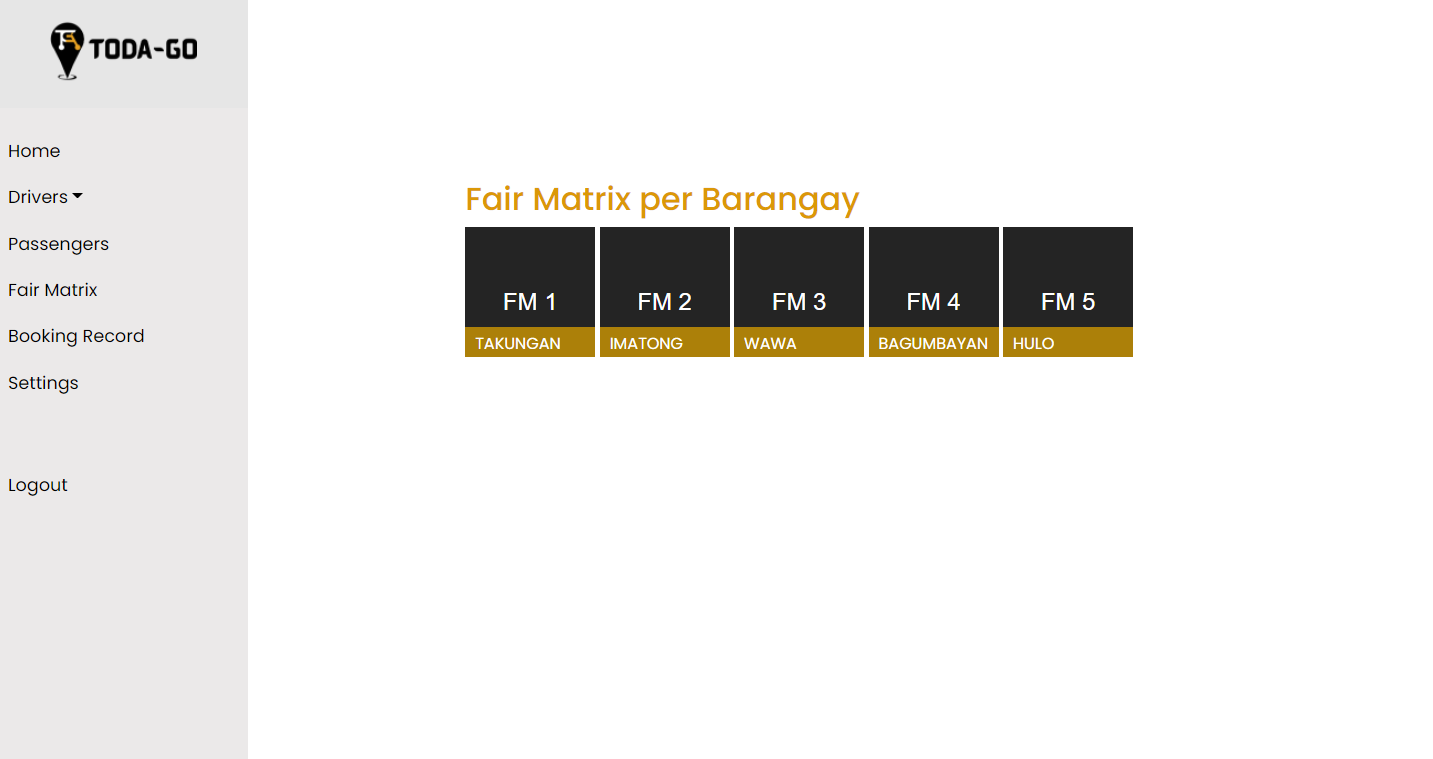 TODA-GO
Home
Drivers
Passengers
Fair Matrix
Booking Record
Settings
Logout
Fair Matrix per Barangay
FM 1
FM 2
FM 3
FM 4
FM 5
TAKUNGAN
IMATONG
WAWA
BAGUMBAYAN
HULO